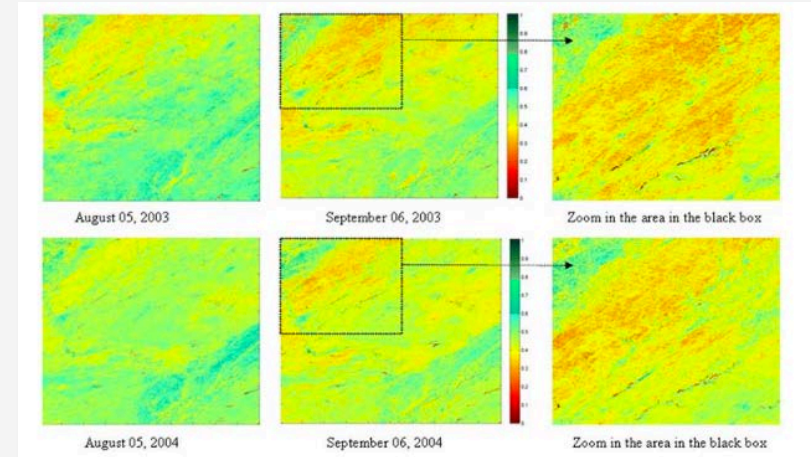 August 05, 2003
September 06, 2003
Zoom in the area in the black box
August 05, 2004
September 06, 2004
Zoom in the area in the black box